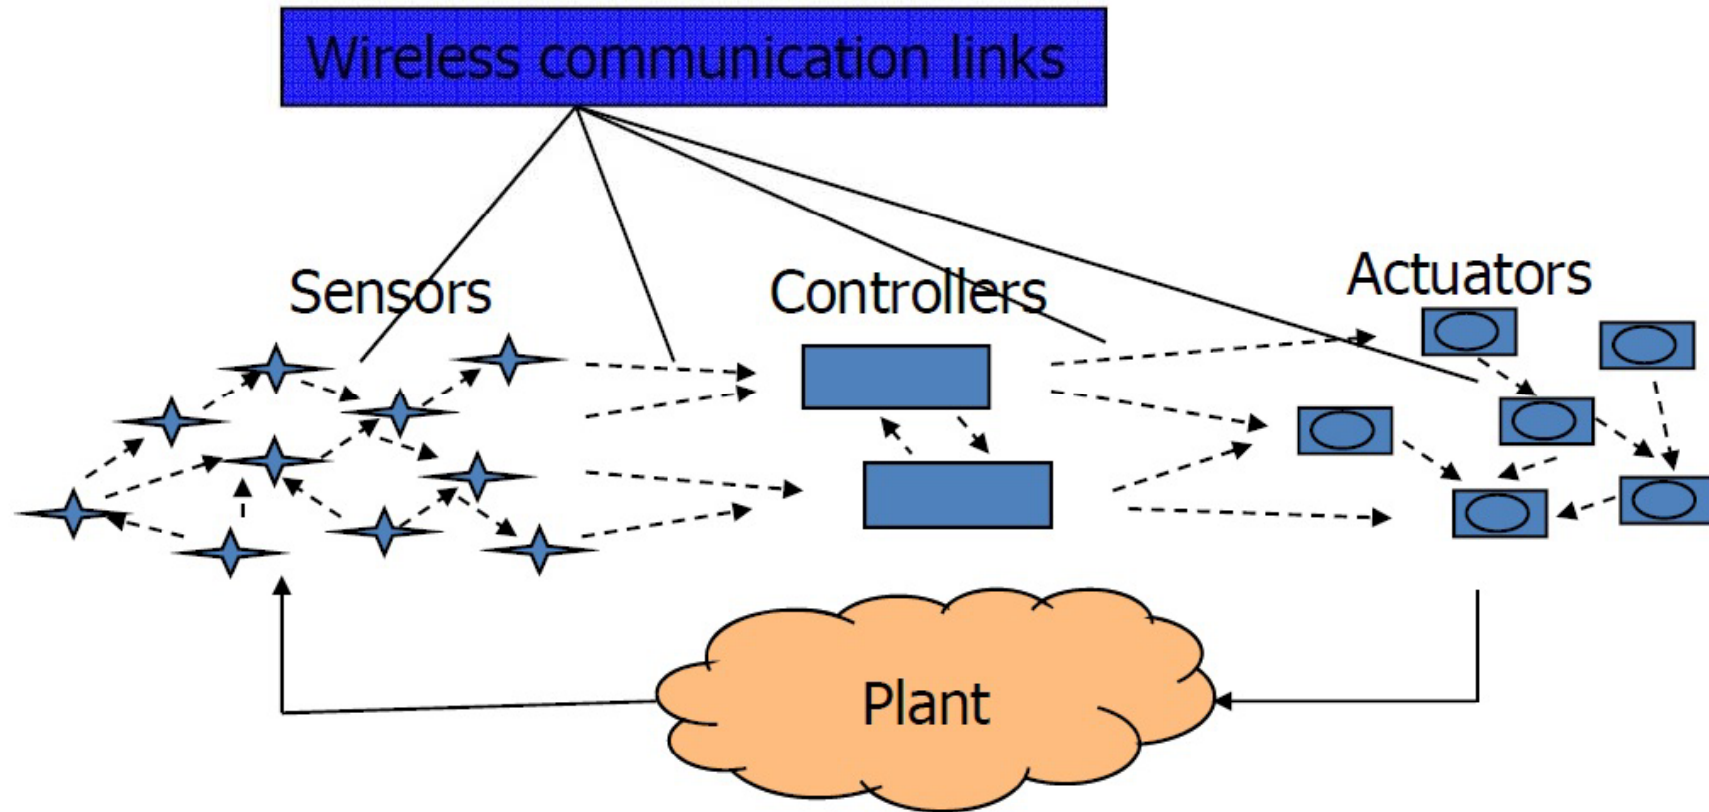 Wireless communication links
Sensors
Controllers
Actuators
Plant